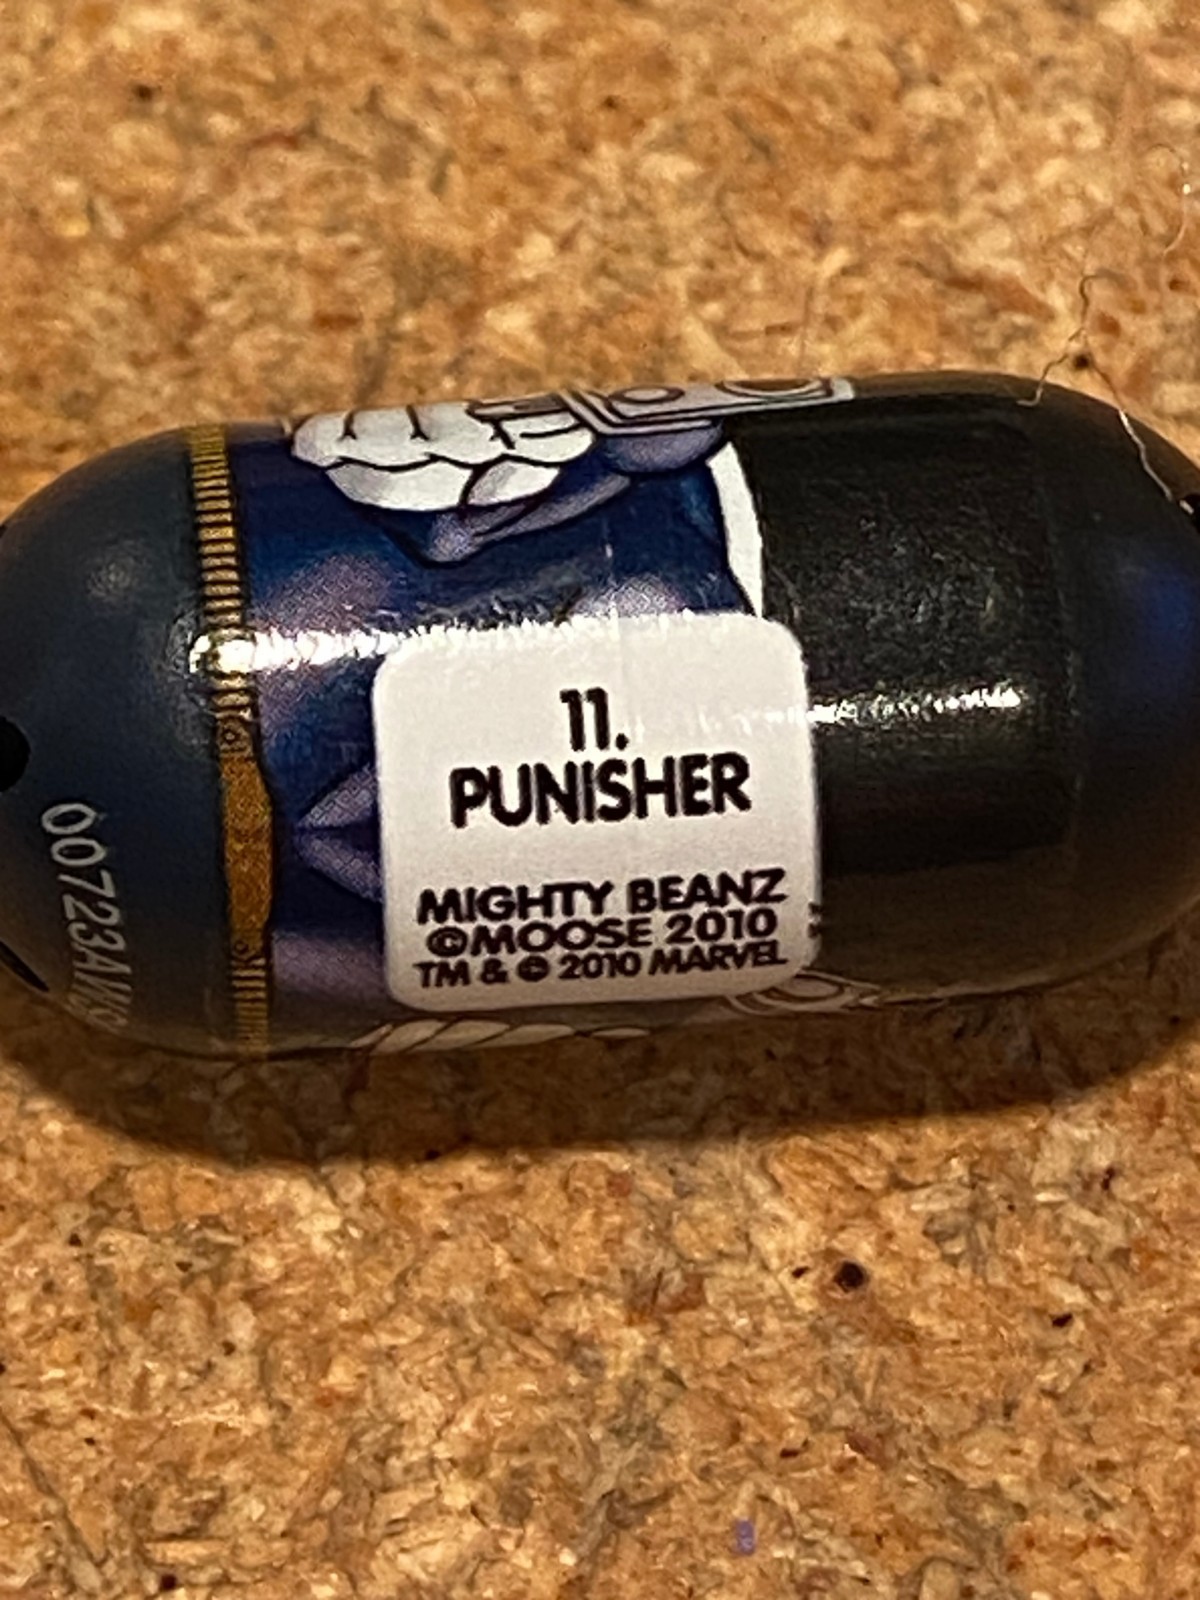 11.
PUNISHER
MIGHTY BEANZ
©MOOSE 2010
TM & © 2010 MARVEL